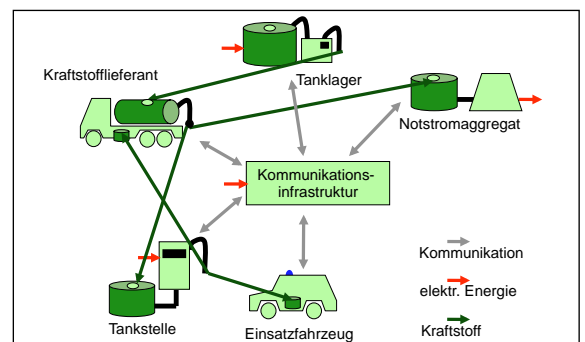 Kraftstofflieferant
Tanklager
Notstromaggregat
Kommunikations-
infrastruktur
Kommunikation
elektr. Energie
Kraftstoff
Tankstelle
Einsatzfahrzeug